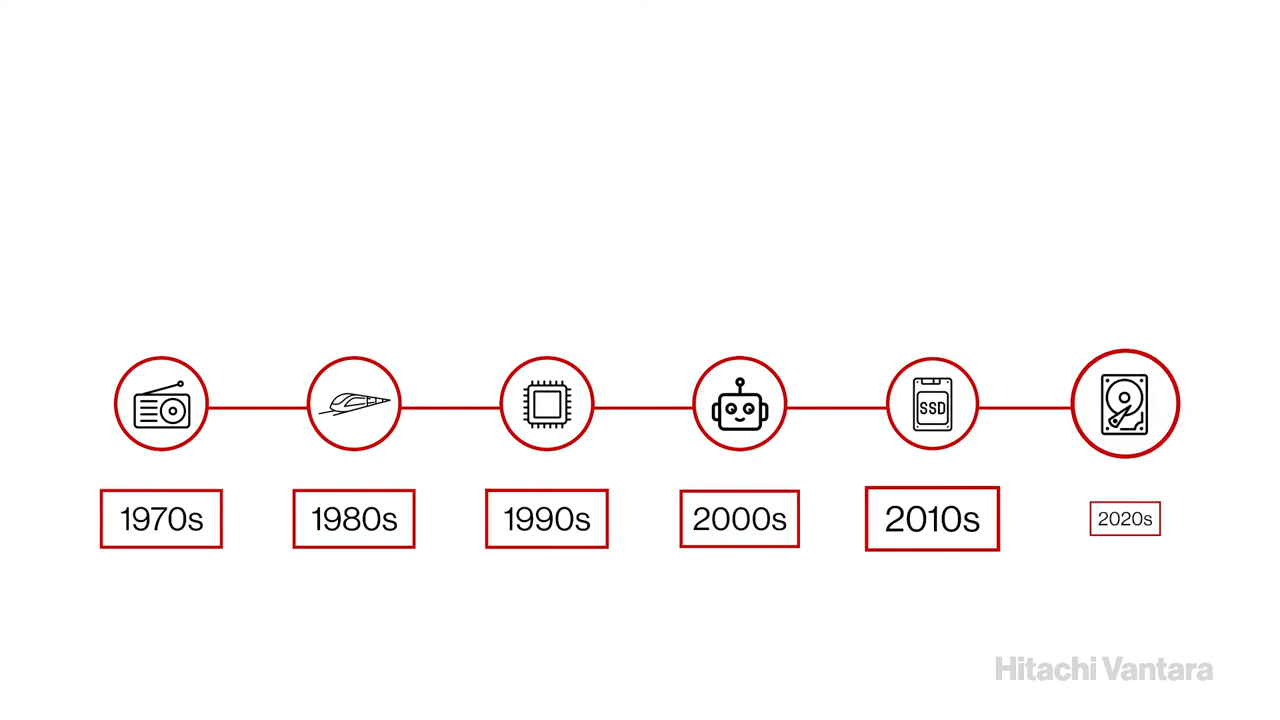 SSD
1970s
1980s
1990s
2000s
2010s
2020s
Hitachi Vantara